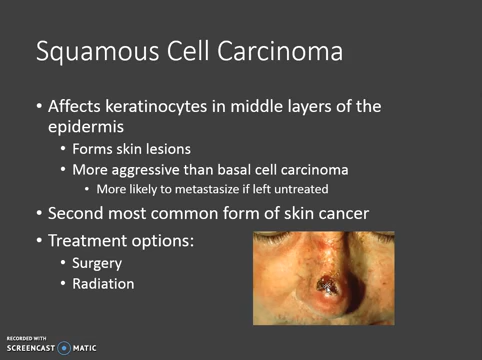 Squamous Cell Carcinoma
• Affects keratinocytes in middle layers of the
epidermis
• Forms skin lesions
• More aggressive than basal cell carcinoma
• More likely to metastasize if left untreated
• Second most common form of skin cancer
• Treatment options:
• Surgery
• Radiation
RECORDED WITH
SCREENCAST MATIC